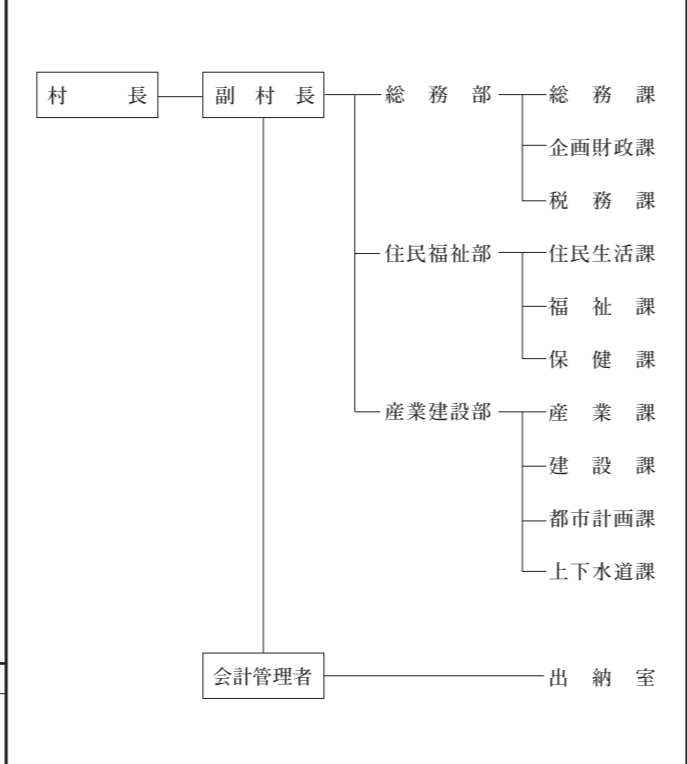 村長 副村長 総務部 総務課
企画財政課
税務課
住民福祉部 住民生活課
福祉課
保健課
産業建設部 産業課
建設課
都市計画課
上下水道課
会計管理者 出納室